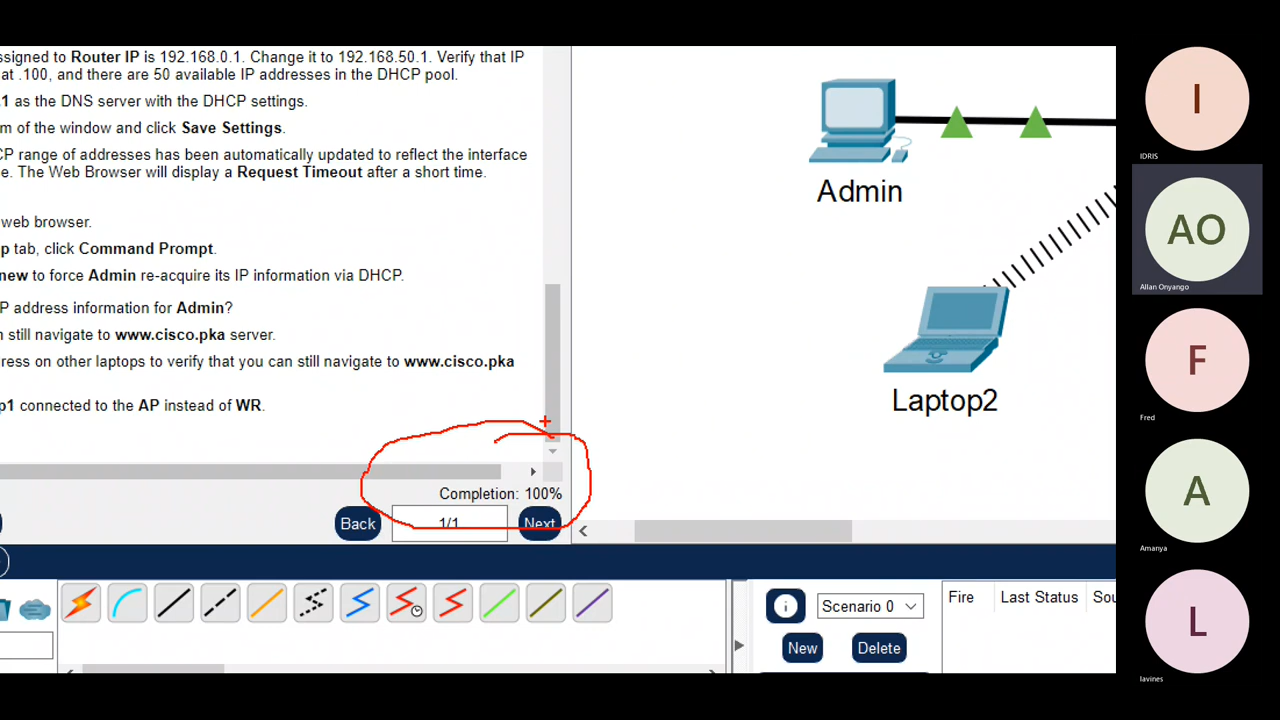 ssigned to Router IP is 192.168.0.1. Change it to 192.168.50.1. Verify that IP
at .100, and there are 50 available IP addresses in the DHCP pool.
.1 as the DNS server with the DHCP settings.
m of the window and click Save Settings.
CP range of addresses has been automatically updated to reflect the interface
e. The Web Browser will display a Request Timeout after a short time.
web browser.
p tab, click Command Prompt.
new to force Admin re-acquire its IP information via DHCP.
P address information for Admin?
n still navigate to www.cisco.pka server.
ress on other laptops to verify that you can still navigate to www.cisco.pka
p1 connected to the AP instead of WR.
Completion: 100%
Back
1/1
Next
Admin
Laptop2
Scenario 0
New
Delete
Fire
Last Status
Sou
I
IDRIS
AO
Allan Onyango
F
Fred
A
Amanya
L
lavines